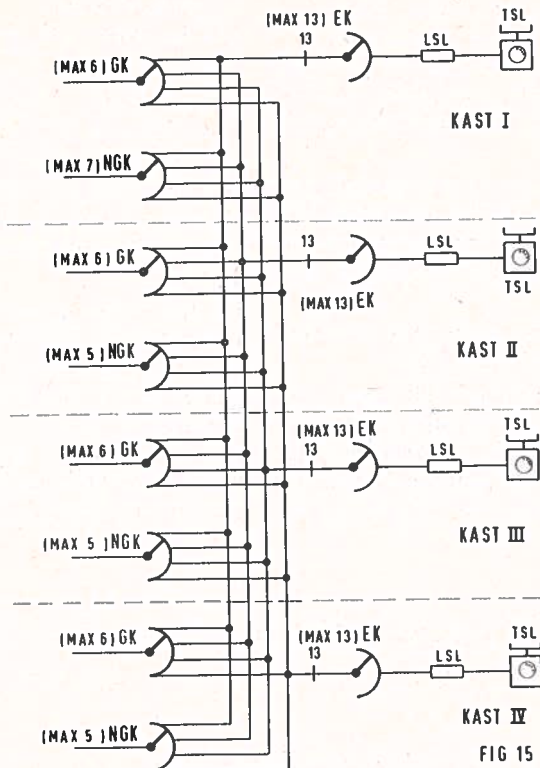 (MAX 13) EK
13
LSL
TSL
(MAX 6) GK
KAST I
(MAX 7) NGK
(MAX 6) GK
13
LSL
TSL
(MAX 13) EK
(MAX 5) NGK
KAST II
(MAX 6) GK
(MAX 13) EK
13
LSL
TSL
(MAX 5) NGK
KAST III
(MAX 6) GK
(MAX 13) EK
13
LSL
TSL
(MAX 5) NGK
KAST IV
FIG 15